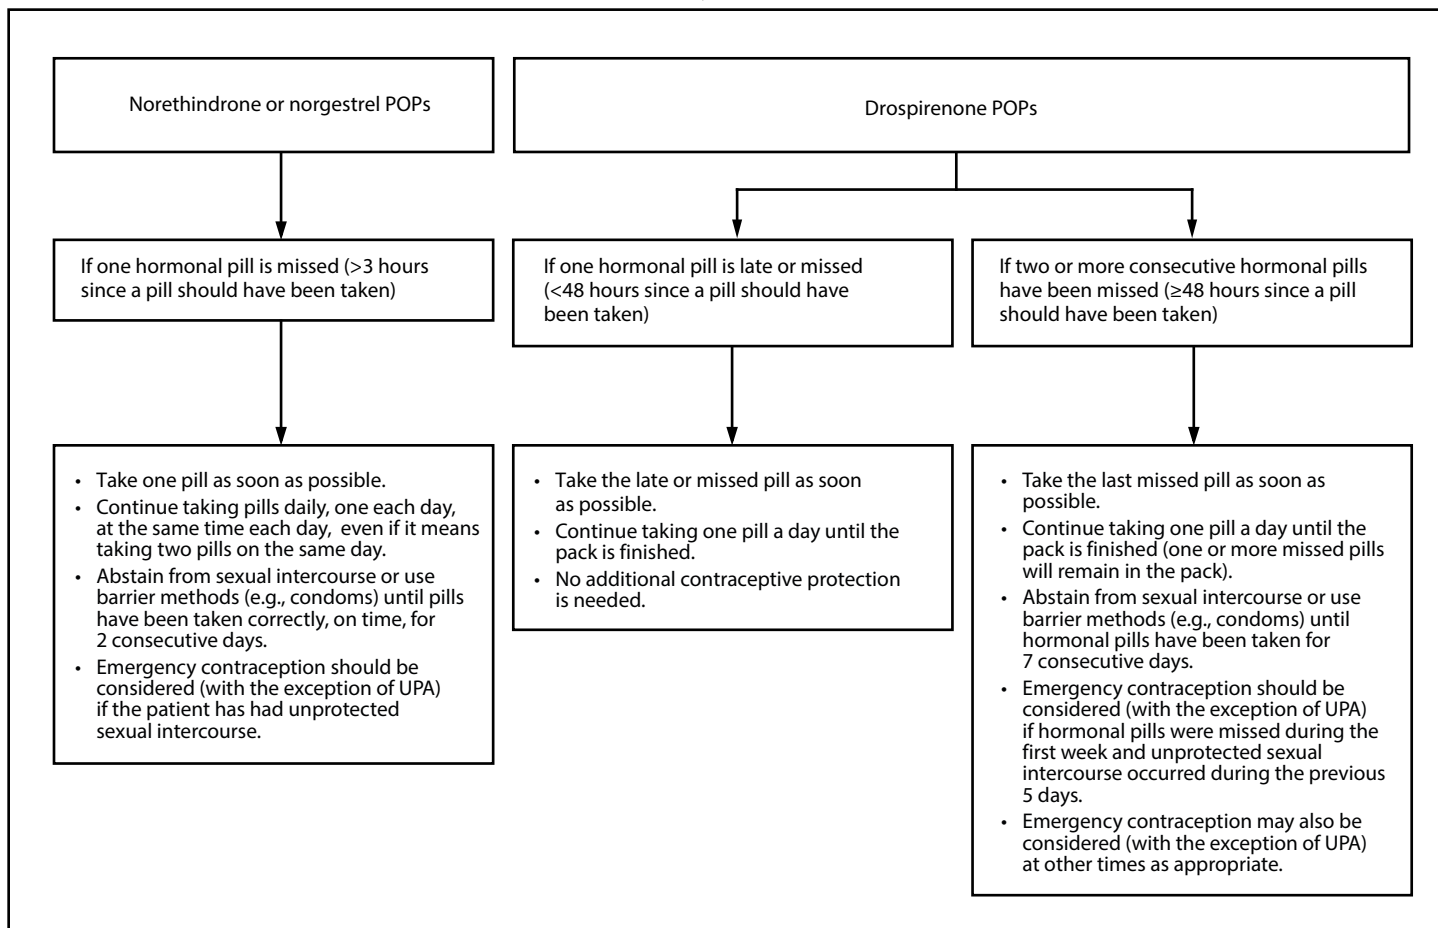 Norethindrone or norgestrel POPs
Drospirenone POPs
If one hormonal pill is missed (>3 hours
since a pill should have been taken)
If one hormonal pill is late or missed
(<48 hours since a pill should have
been taken)
If two or more consecutive hormonal pills
have been missed (≥48 hours since a pill
should have been taken)
• Take one pill as soon as possible.
• Continue taking pills daily, one each day,
at the same time each day, even if it means
taking two pills on the same day.
• Abstain from sexual intercourse or use
barrier methods (e.g., condoms) until pills
have been taken correctly, on time, for
2 consecutive days.
• Emergency contraception should be
considered (with the exception of UPA)
if the patient has had unprotected
sexual intercourse.
• Take the late or missed pill as soon
as possible.
• Continue taking one pill a day until the
pack is finished.
• No additional contraceptive protection
is needed.
• Take the last missed pill as soon as
possible.
• Continue taking one pill a day until the
pack is finished (one or more missed pills
will remain in the pack).
• Abstain from sexual intercourse or use
barrier methods (e.g., condoms) until
hormonal pills have been taken for
7 consecutive days.
• Emergency contraception should be
considered (with the exception of UPA)
if hormonal pills were missed during the
first week and unprotected sexual
intercourse occurred during the previous
5 days.
• Emergency contraception may also be
considered (with the exception of UPA)
at other times as appropriate.